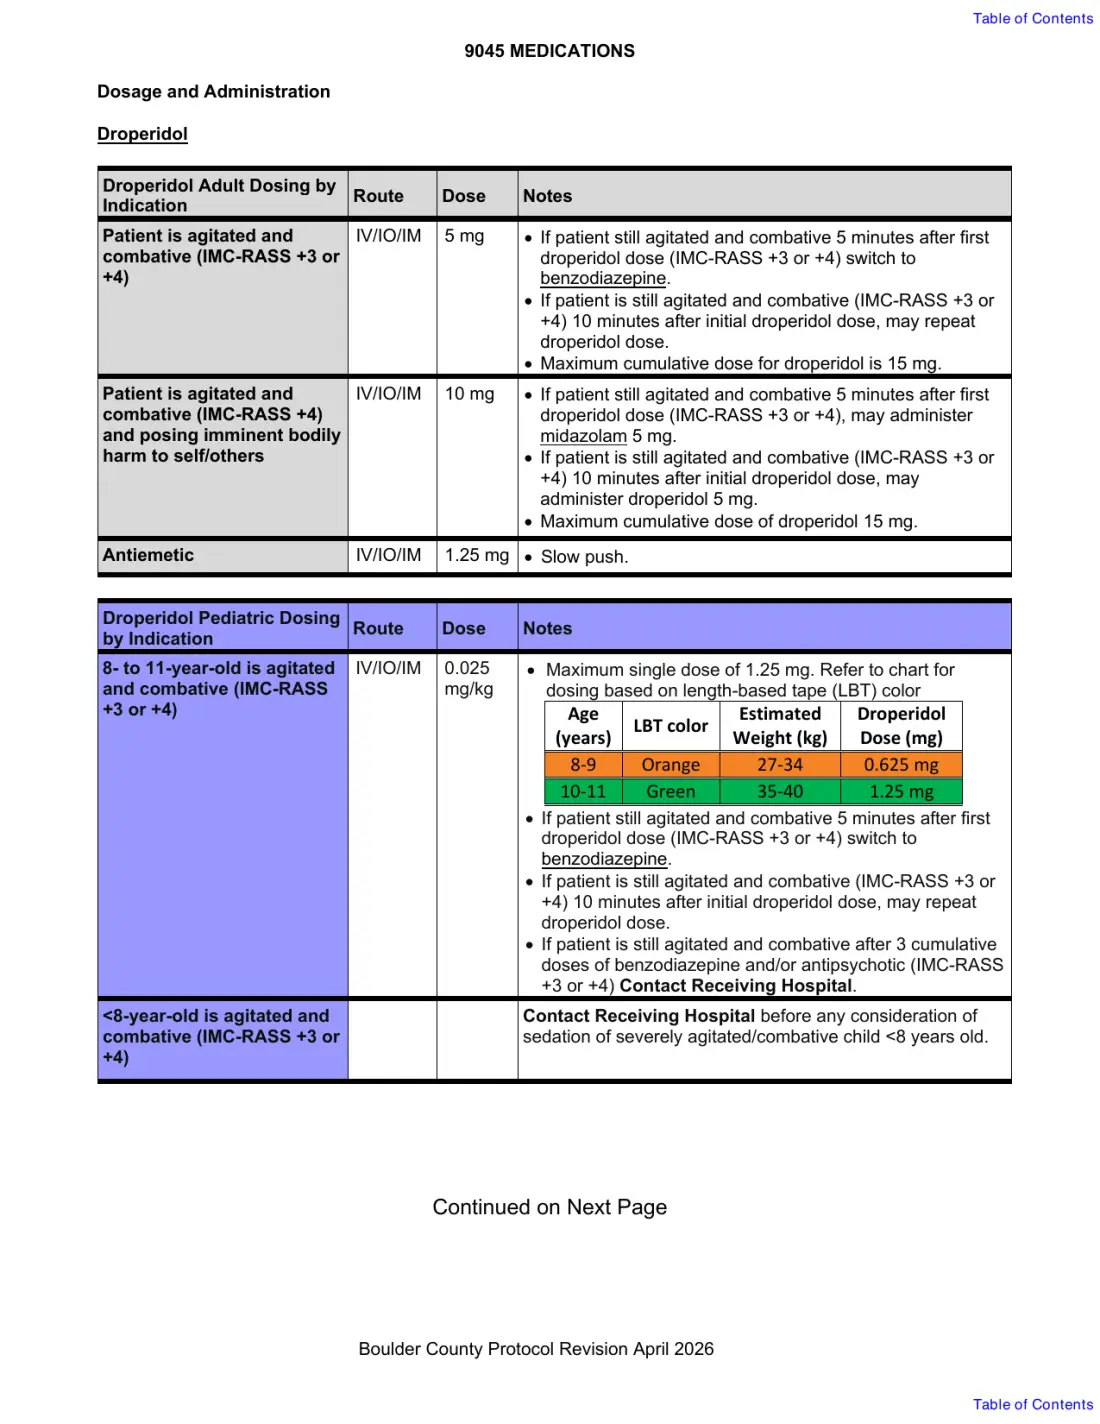 Table of Contents
9045 MEDICATIONS
Dosage and Administration
Droperidol
Droperidol Adult Dosing by
Indication
Route
Dose
Notes
Patient is agitated and
combative (IMC-RASS +3 or
+4)
IV/IO/IM
5 mg
• If patient still agitated and combative 5 minutes after first
droperidol dose (IMC-RASS +3 or +4) switch to
benzodiazepine.
• If patient is still agitated and combative (IMC-RASS +3 or
+4) 10 minutes after initial droperidol dose, may repeat
droperidol dose.
• Maximum cumulative dose for droperidol is 15 mg.
Patient is agitated and
combative (IMC-RASS +4)
and posing imminent bodily
harm to self/others
IV/IO/IM
10 mg
• If patient still agitated and combative 5 minutes after first
droperidol dose (IMC-RASS +3 or +4), may administer
midazolam 5 mg.
• If patient is still agitated and combative (IMC-RASS +3 or
+4) 10 minutes after initial droperidol dose, may
administer droperidol 5 mg.
• Maximum cumulative dose of droperidol 15 mg.
Antiemetic
IV/IO/IM
1.25 mg
• Slow push.
Droperidol Pediatric Dosing
by Indication
Route
Dose
Notes
8- to 11-year-old is agitated
and combative (IMC-RASS
+3 or +4)
IV/IO/IM
0.025
mg/kg
• Maximum single dose of 1.25 mg. Refer to chart for
dosing based on length-based tape (LBT) color
Age
(years)
LBT color
Estimated
Weight (kg)
Droperidol
Dose (mg)
8-9 Orange 27-34 0.625 mg
10-11 Green 35-40 1.25 mg
• If patient still agitated and combative 5 minutes after first
droperidol dose (IMC-RASS +3 or +4) switch to
benzodiazepine.
• If patient is still agitated and combative (IMC-RASS +3 or
+4) 10 minutes after initial droperidol dose, may repeat
droperidol dose.
• If patient is still agitated and combative after 3 cumulative
doses of benzodiazepine and/or antipsychotic (IMC-RASS
+3 or +4) Contact Receiving Hospital.
<8-year-old is agitated and
combative (IMC-RASS +3 or
+4)
Contact Receiving Hospital before any consideration of
sedation of severely agitated/combative child <8 years old.
Continued on Next Page
Boulder County Protocol Revision April 2026
Table of Contents